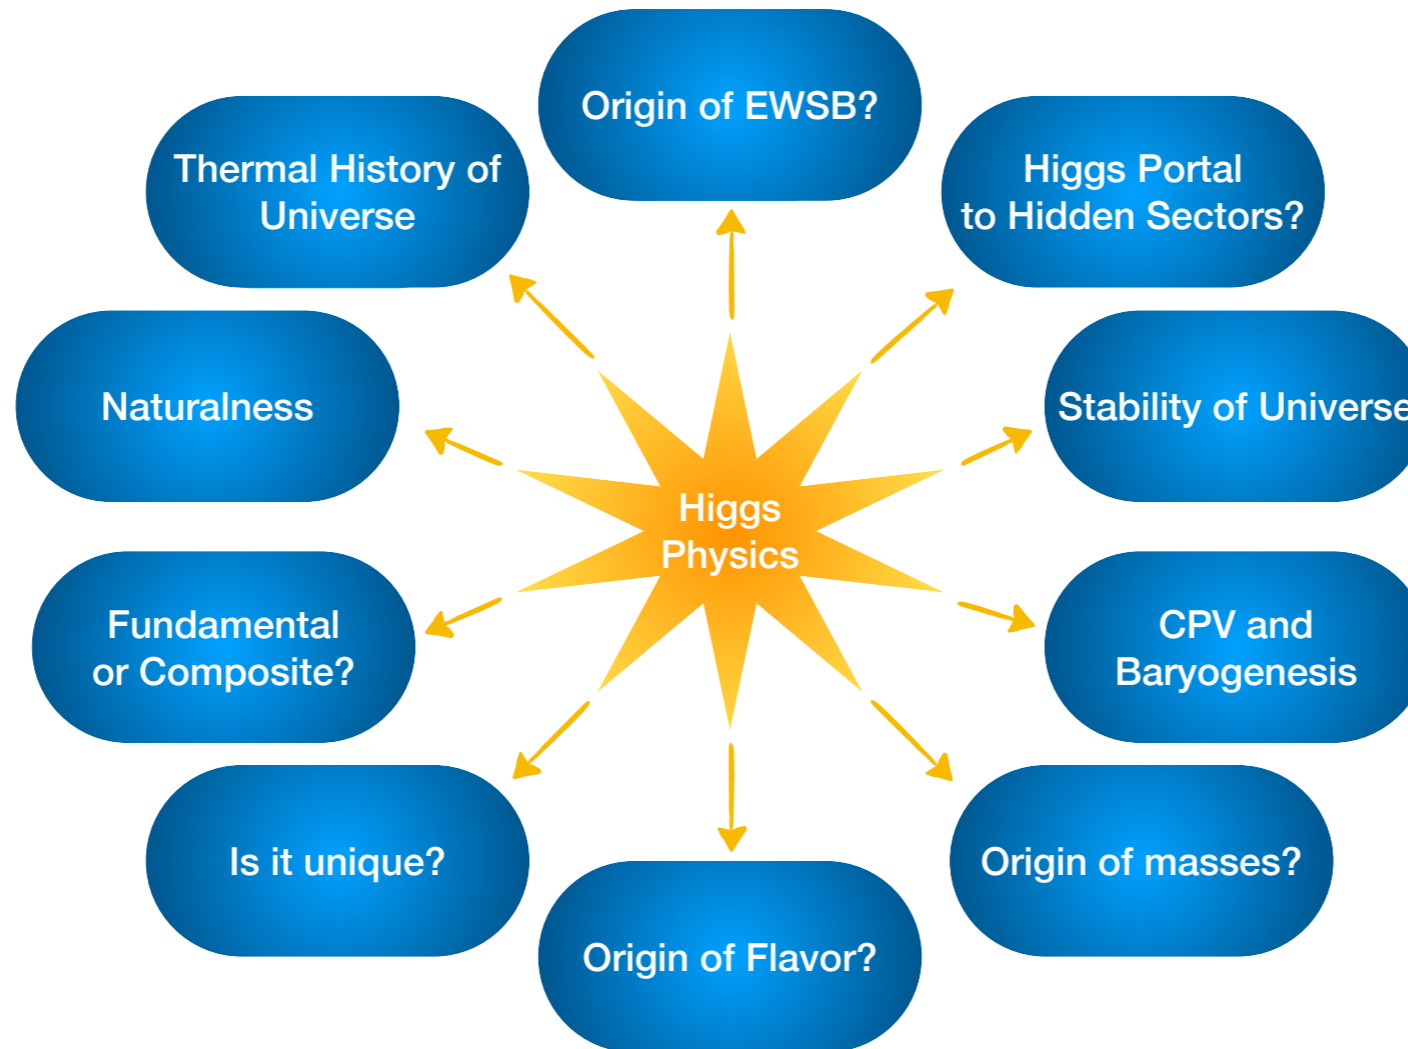 Origin of EWSB?
Thermal History of
Universe
Higgs Portal
to Hidden Sectors?
Naturalness
Stability of Universe
Higgs
Physics
Fundamental
or Composite?
CPV and
Baryogenesis
Is it unique?
Origin of masses?
Origin of Flavor?